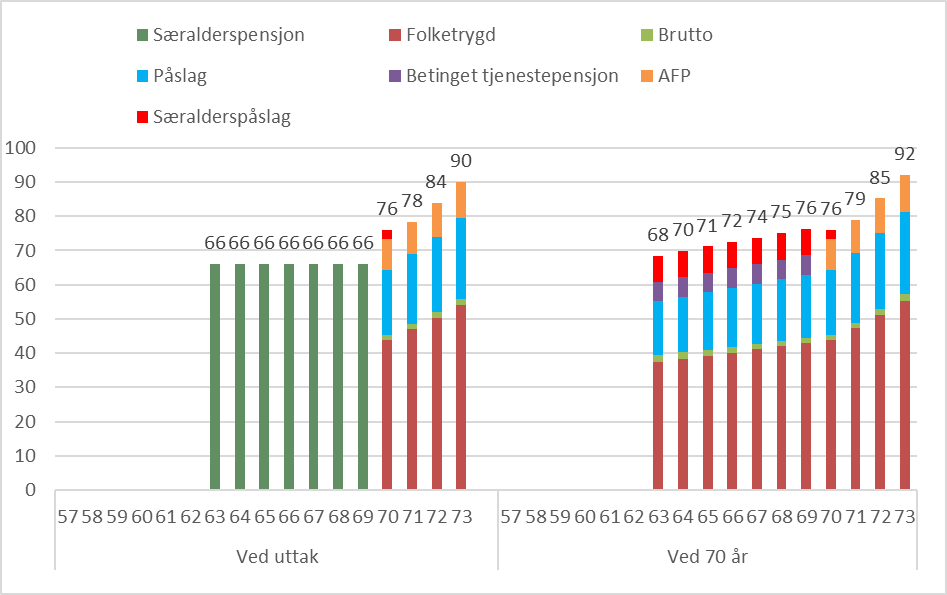 Særalderspensjon Folketrygd Brutto
Påslag Betinget tjenestepensjon AFP
Særalderspåslag
100
90
80
70
60
50
40
30
20
10
0
66 66 66 66 66 66 66 76 78 84 90
68 70 71 72 74 75 76 76 79 85 92
57 58 59 60 61 62 63 64 65 66 67 68 69 70 71 72 73 57 58 59 60 61 62 63 64 65 66 67 68 69 70 71 72 73
Ved uttak Ved 70 år